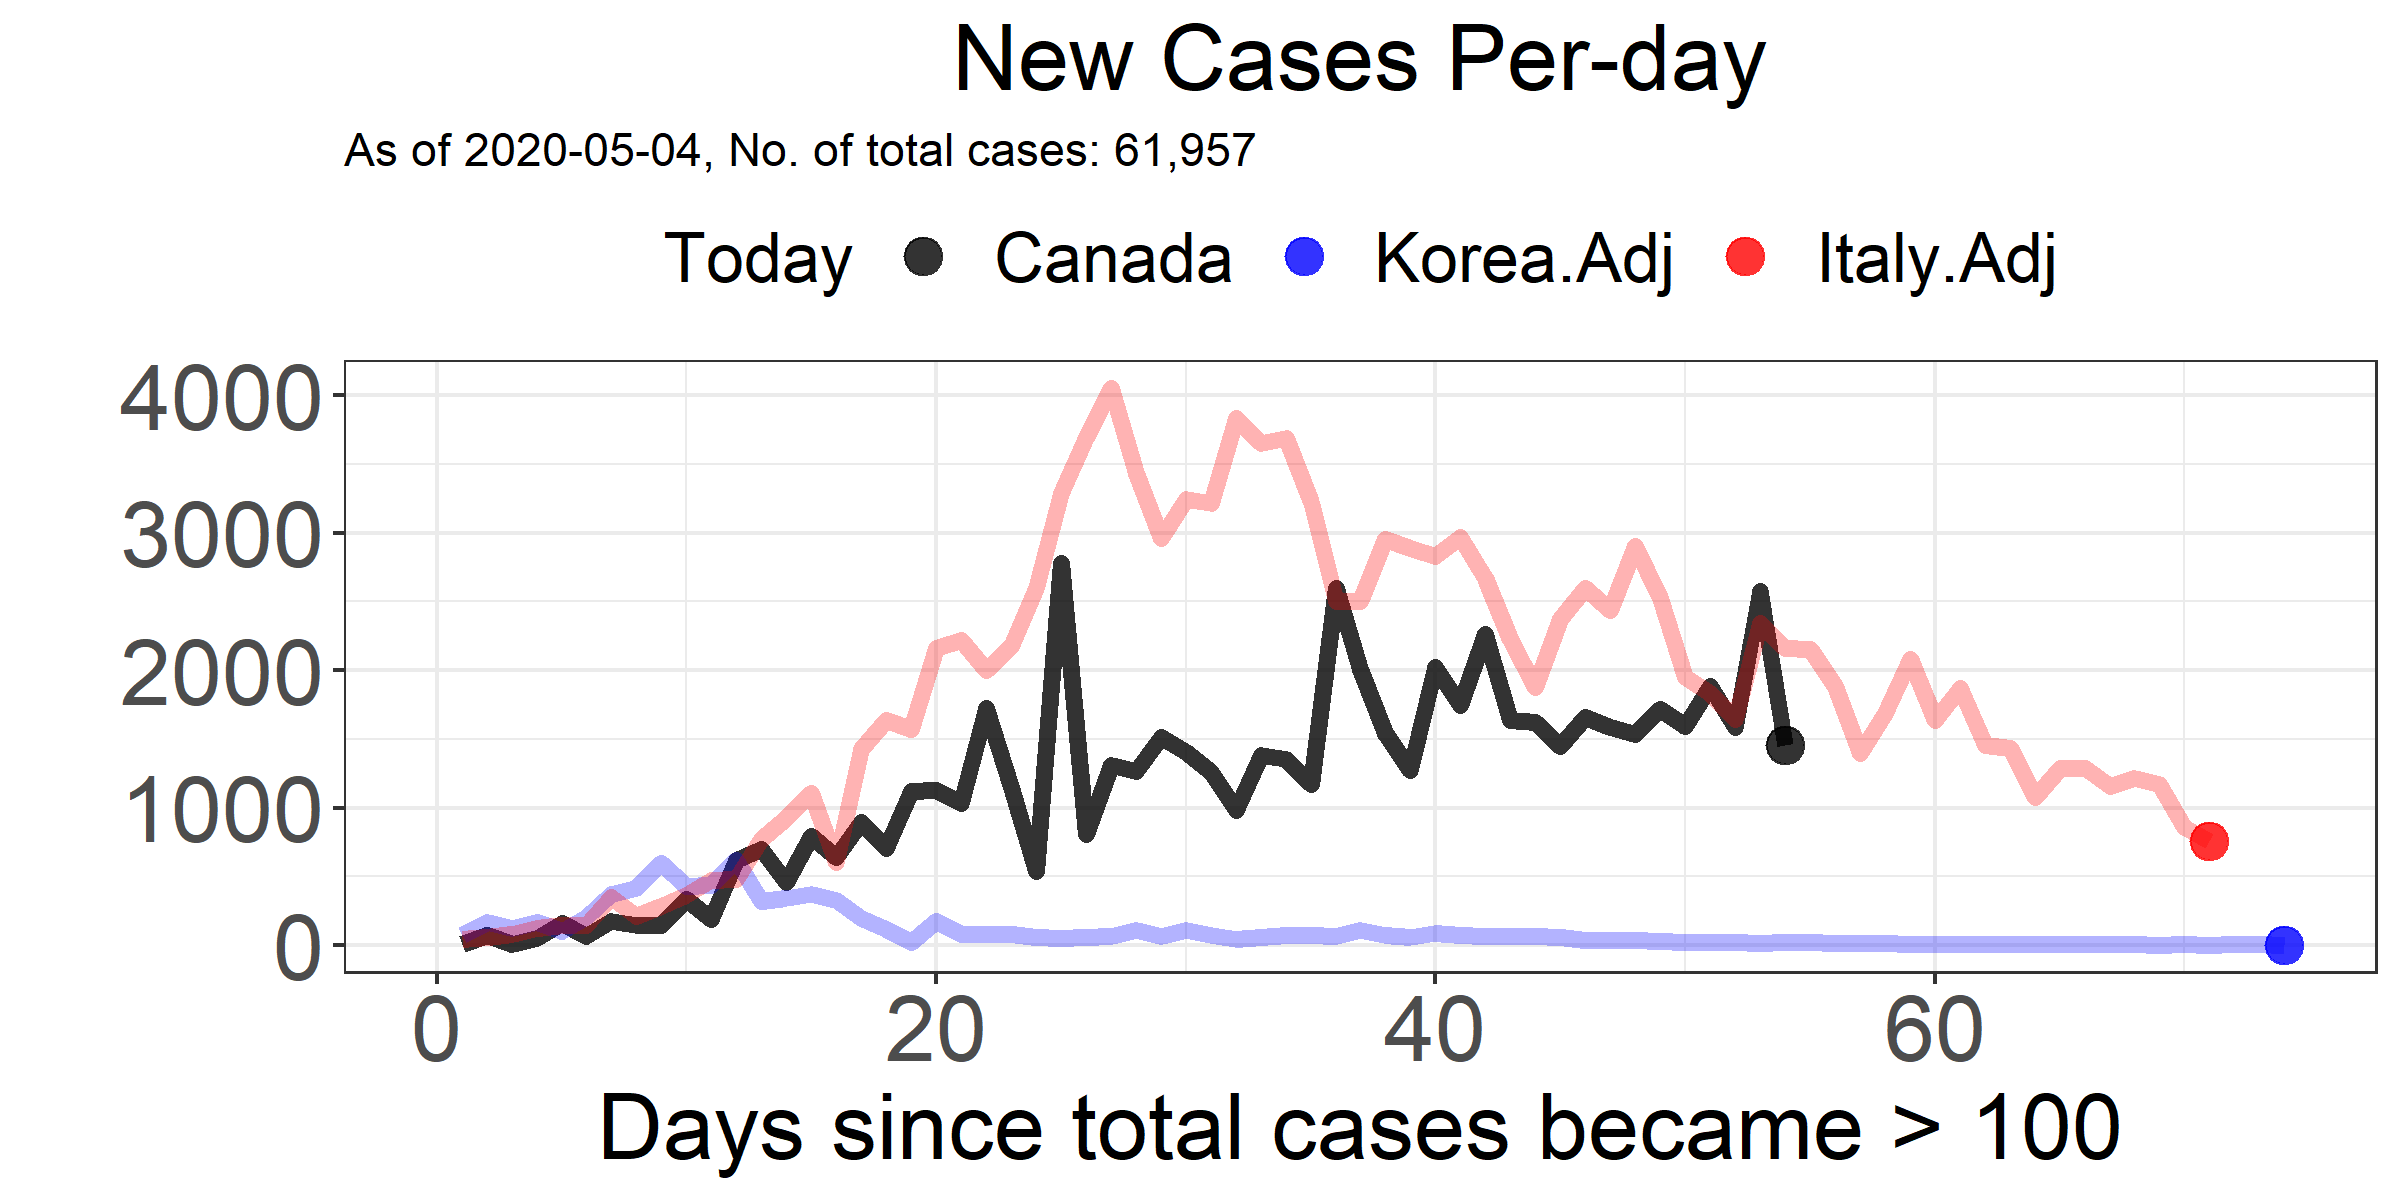 New Cases Per-day
As of 2020-05-04, No. of total cases: 61,957
Today Canada Korea.Adj Italy.Adj
4000
3000
2000
1000
0
0 20 40 60
Days since total cases became > 100